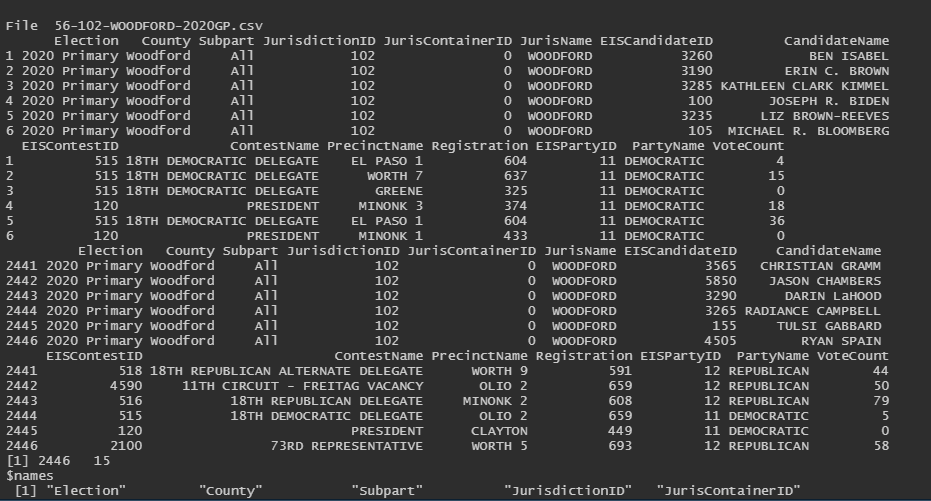 File  56-102-WOODFORD-2020GP.csv
       Election   County Subpart JurisdictionID JurisContainerID JurisName EISCandidateID          CandidateName
1 2020 Primary Woodford     All            102                0  WOODFORD           3260             BEN ISABEL
2 2020 Primary Woodford     All            102                0  WOODFORD           3190          ERIN C. BROWN
3 2020 Primary Woodford     All            102                0  WOODFORD           3285 KATHLEEN CLARK KIMMEL
4 2020 Primary Woodford     All            102                0  WOODFORD            100        JOSEPH R. BIDEN
5 2020 Primary Woodford     All            102                0  WOODFORD           3235       LIZ BROWN-REEVES
6 2020 Primary Woodford     All            102                0  WOODFORD            105   MICHAEL R. BLOOMBERG
  EISContestID              ContestName PrecinctName Registration EISPartyID  PartyName VoteCount
1          515 18TH DEMOCRATIC DELEGATE    EL PASO 1          604         11 DEMOCRATIC         4
2          515 18TH DEMOCRATIC DELEGATE      WORTH 7          637         11 DEMOCRATIC        15
3          515 18TH DEMOCRATIC DELEGATE       GREENE          325         11 DEMOCRATIC         0
4          120                PRESIDENT     MINONK 3          374         11 DEMOCRATIC        18
5          515 18TH DEMOCRATIC DELEGATE    EL PASO 1          604         11 DEMOCRATIC        36
6          120                PRESIDENT     MINONK 1          433         11 DEMOCRATIC         0
         Election   County Subpart JurisdictionID JurisContainerID JurisName EISCandidateID     CandidateName
2441 2020 Primary Woodford     All            102                0  WOODFORD           3565   CHRISTIAN GRAMM
2442 2020 Primary Woodford     All            102                0  WOODFORD           5850    JASON CHAMBERS
2443 2020 Primary Woodford     All            102                0  WOODFORD           3290      DARIN LaHOOD
2444 2020 Primary Woodford     All            102                0  WOODFORD           3265 RADIANCE CAMPBELL
2445 2020 Primary Woodford     All            102                0  WOODFORD            155     TULSI GABBARD
2446 2020 Primary Woodford     All            102                0  WOODFORD           4505        RYAN SPAIN
     EISContestID                        ContestName PrecinctName Registration EISPartyID  PartyName VoteCount
2441          518 18TH REPUBLICAN ALTERNATE DELEGATE      WORTH 9          591         12 REPUBLICAN        44
2442         4590     11TH CIRCUIT - FREITAG VACANCY       OLIO 2          659         12 REPUBLICAN        50
2443          516           18TH REPUBLICAN DELEGATE     MINONK 2          608         12 REPUBLICAN        79
2444          515           18TH DEMOCRATIC DELEGATE       OLIO 2          659         11 DEMOCRATIC         5
2445          120                          PRESIDENT      CLAYTON          449         11 DEMOCRATIC         0
2446         2100                73RD REPRESENTATIVE      WORTH 5          693         12 REPUBLICAN        58
[1] 2446   15
$names
 [1] "Election"         "County"           "Subpart"          "JurisdictionID"   "JurisContainerID"